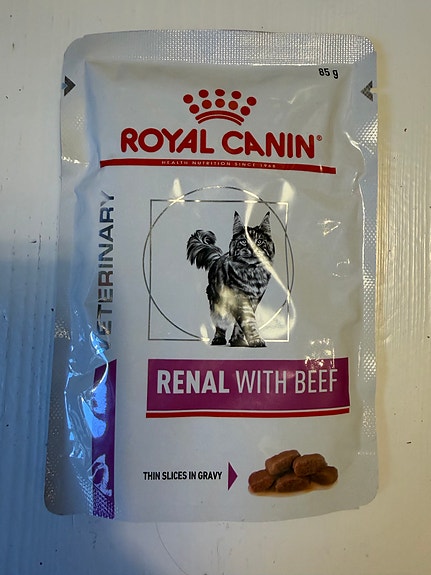 85 g
ROYAL CANIN®
HEALTH NUTRITION SINCE 1968
VETERINARY
RENAL WITH BEEF
THIN SLICES IN GRAVY